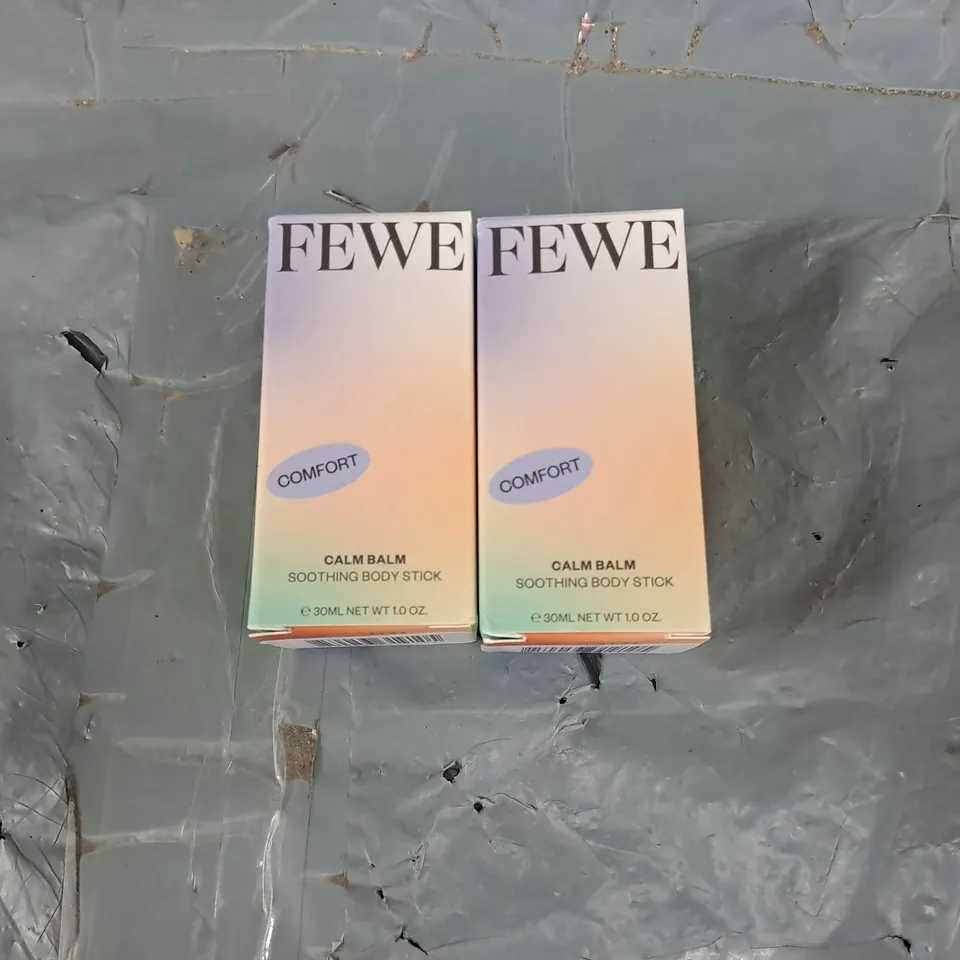 FEWE
COMFORT
CALM BALM
SOOTHING BODY STICK
℮ 30ML NET WT 1.0 OZ.
FEWE
COMFORT
CALM BALM
SOOTHING BODY STICK
℮ 30ML NET WT 1.0 OZ.